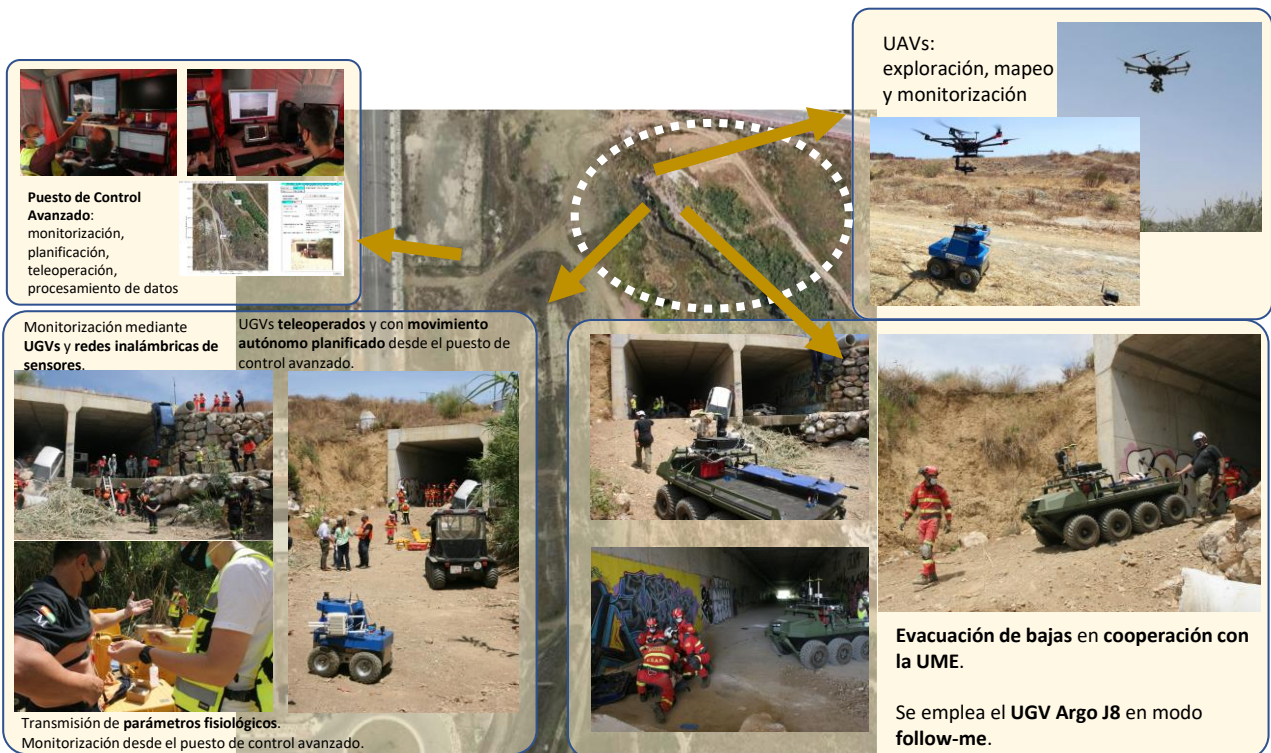 UAVs:
exploración, mapeo
y monitorización
Puesto de Control
Avanzado:
monitorización,
planificación,
teleoperación,
procesamiento de datos
Monitorización mediante
UGVs y redes inalámbricas de
sensores.
UGVs teleoperados y con movimiento
autónomo planificado desde el puesto de
control avanzado.
Transmisión de parámetros fisiológicos.
Monitorización desde el puesto de control avanzado.
Evacuación de bajas en cooperación con
la UME.
Se emplea el UGV Argo J8 en modo
follow-me.